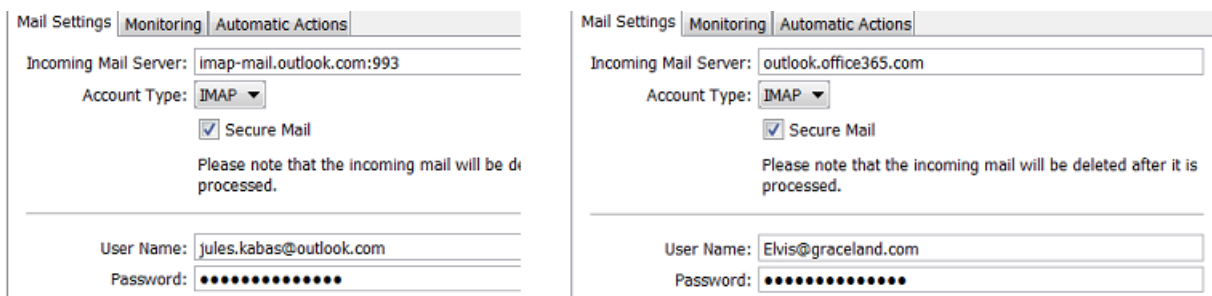 Mail Settings Monitoring Automatic Actions
Incoming Mail Server: imap-mail.outlook.com:993
Account Type: IMAP
Secure Mail
Please note that the incoming mail will be de
processed.
User Name: jules.kabas@outlook.com
Password: ●●●●●●●●●●●●●●
Mail Settings Monitoring Automatic Actions
Incoming Mail Server: outlook.office365.com
Account Type: IMAP
Secure Mail
Please note that the incoming mail will be deleted after it is
processed.
User Name: Elvis@graceland.com
Password: ●●●●●●●●●●●●●●